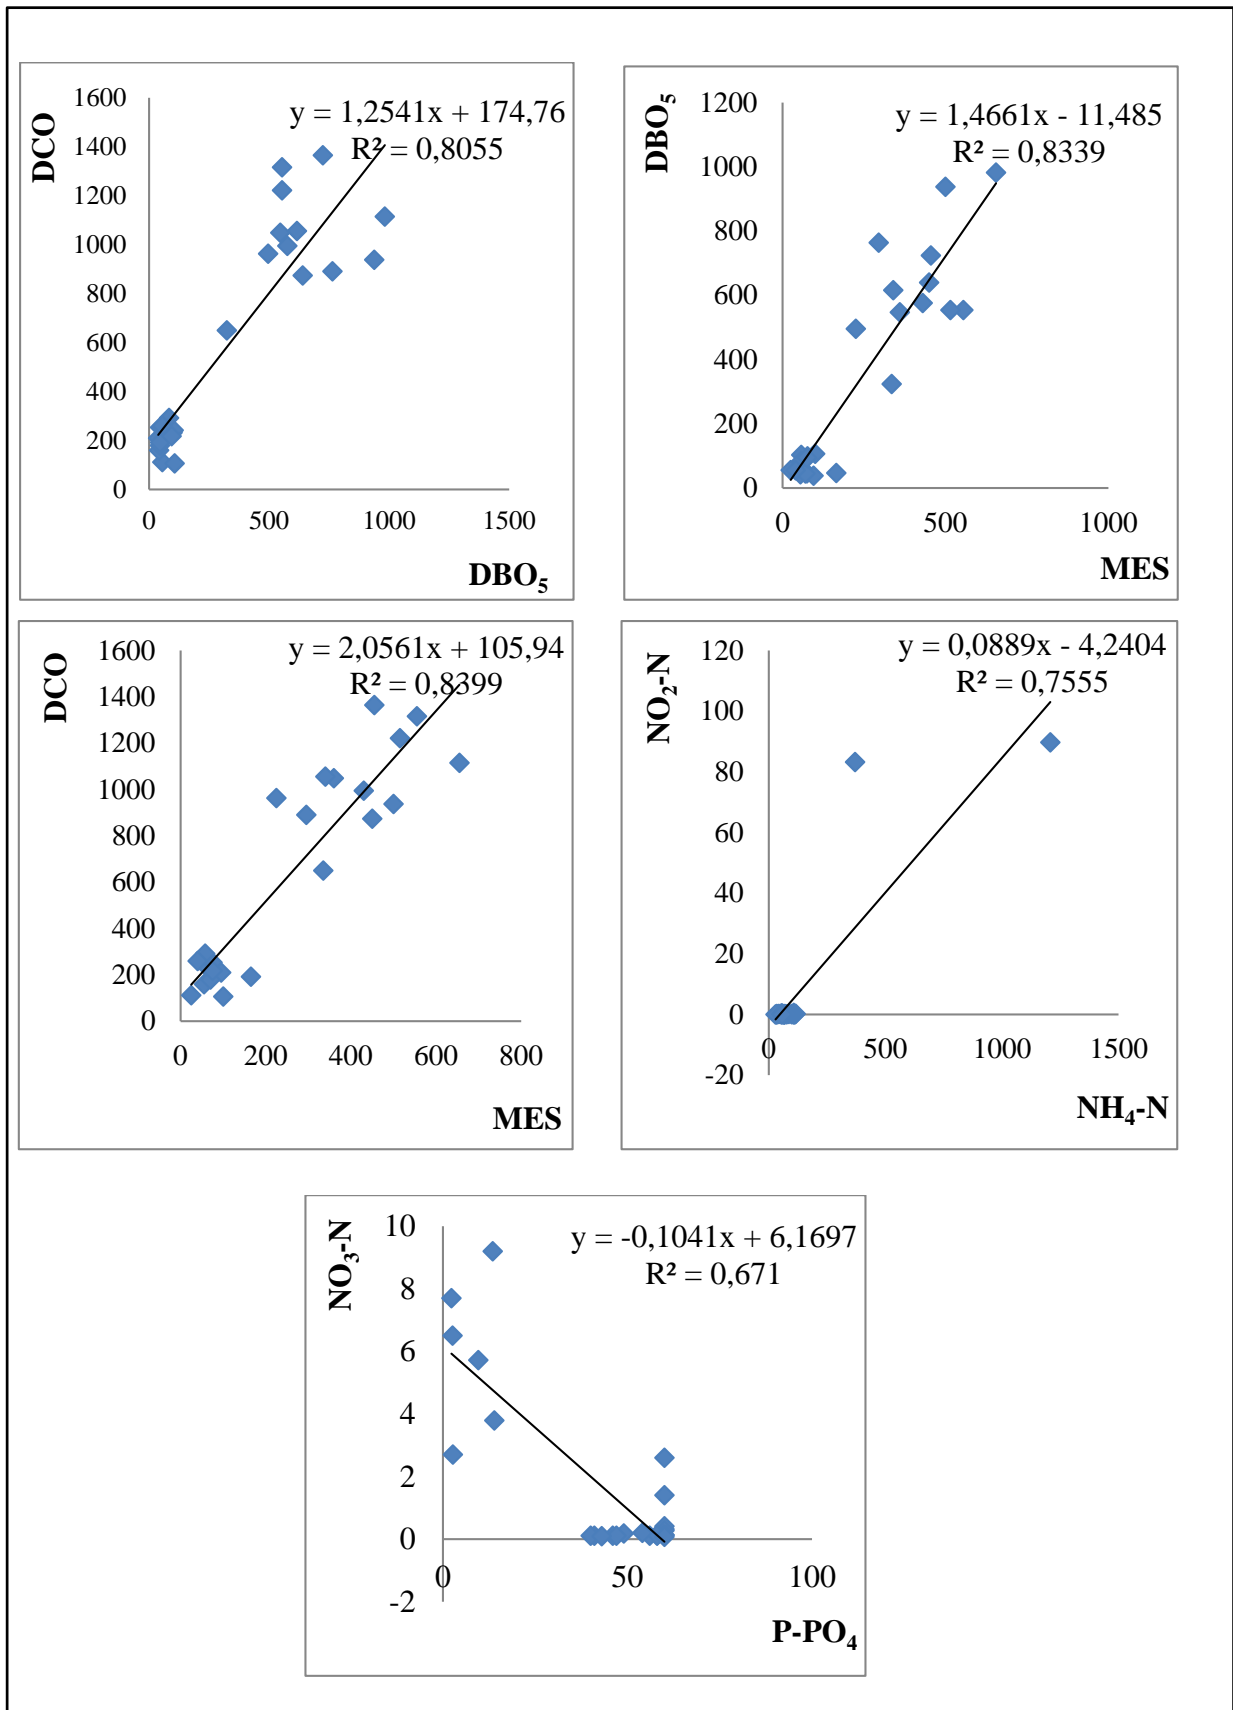 y = 1,2541x + 174,76
R² = 0,8055
DCO
1600
1400
1200
1000
800
600
400
200
0
0 500 1000 1500
DBO₅
y = 1,4661x - 11,485
R² = 0,8339
DBO₅
1200
1000
800
600
400
200
0
0 500 1000
MES
y = 2,0561x + 105,94
R² = 0,8399
DCO
1600
1400
1200
1000
800
600
400
200
0
0 200 400 600 800
MES
y = 0,0889x - 4,2404
R² = 0,7555
NO₂-N
120
100
80
60
40
20
0
-20
0 500 1000 1500
NH₄-N
y = -0,1041x + 6,1697
R² = 0,671
NO₃-N
10
8
6
4
2
0
-2
0 50 100
P-PO₄